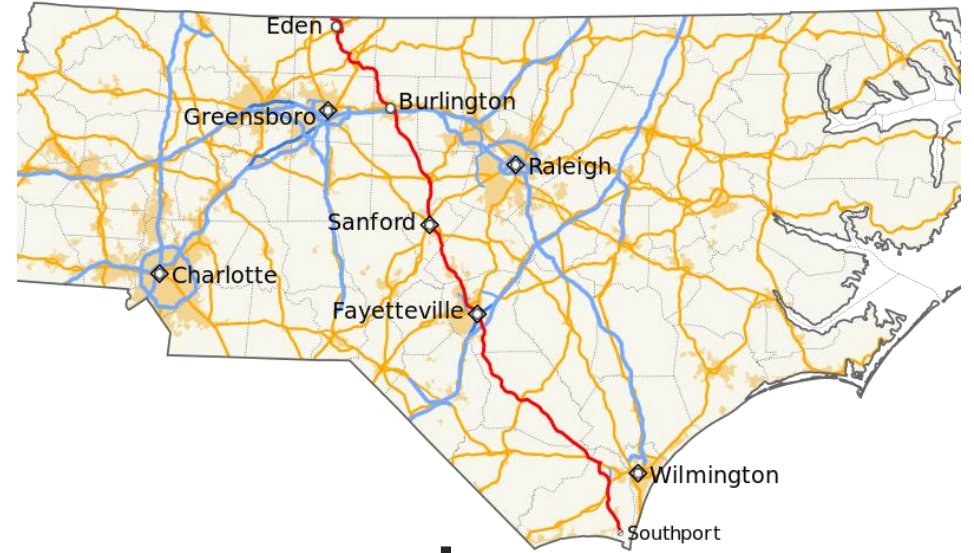 Eden
Burlington
Greensboro
Raleigh
Sanford
Charlotte
Fayetteville
Wilmington
Southport